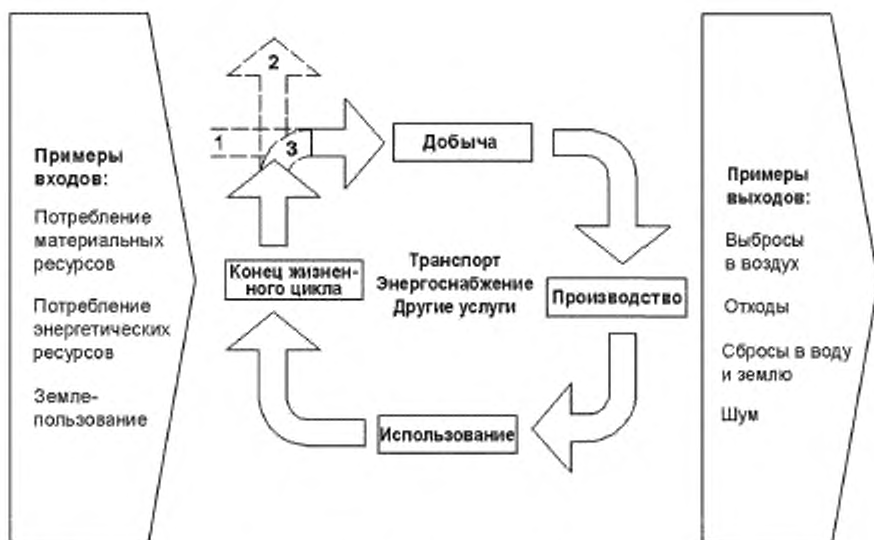 Примеры
входов:
Потребление
материальных
ресурсов
Потребление
энергетических
ресурсов
Земле-
пользование
2
1
3
Добыча
Конец жизнен-
ного цикла
Транспорт
Энергоснабжение
Другие услуги
Производство
Использование
Примеры
выходов:
Выбросы
в воздух
Отходы
Сбросы в воду
и землю
Шум